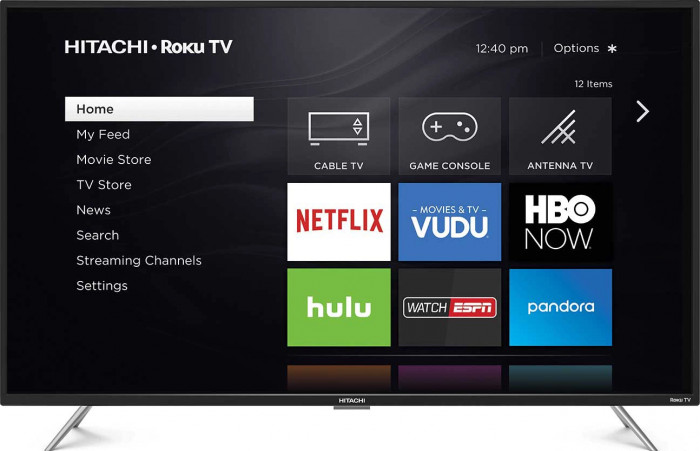 HITACHI • Roku TV
12:40 pm
Options ✱
12 Items
Home
My Feed
Movie Store
TV Store
News
Search
Streaming Channels
Settings
CABLE TV
GAME CONSOLE
ANTENNA TV
NETFLIX
– MOVIES & TV –
VUDU
HBO
NOW
hulu
WATCH ESPN
pandora
HITACHI
Roku TV